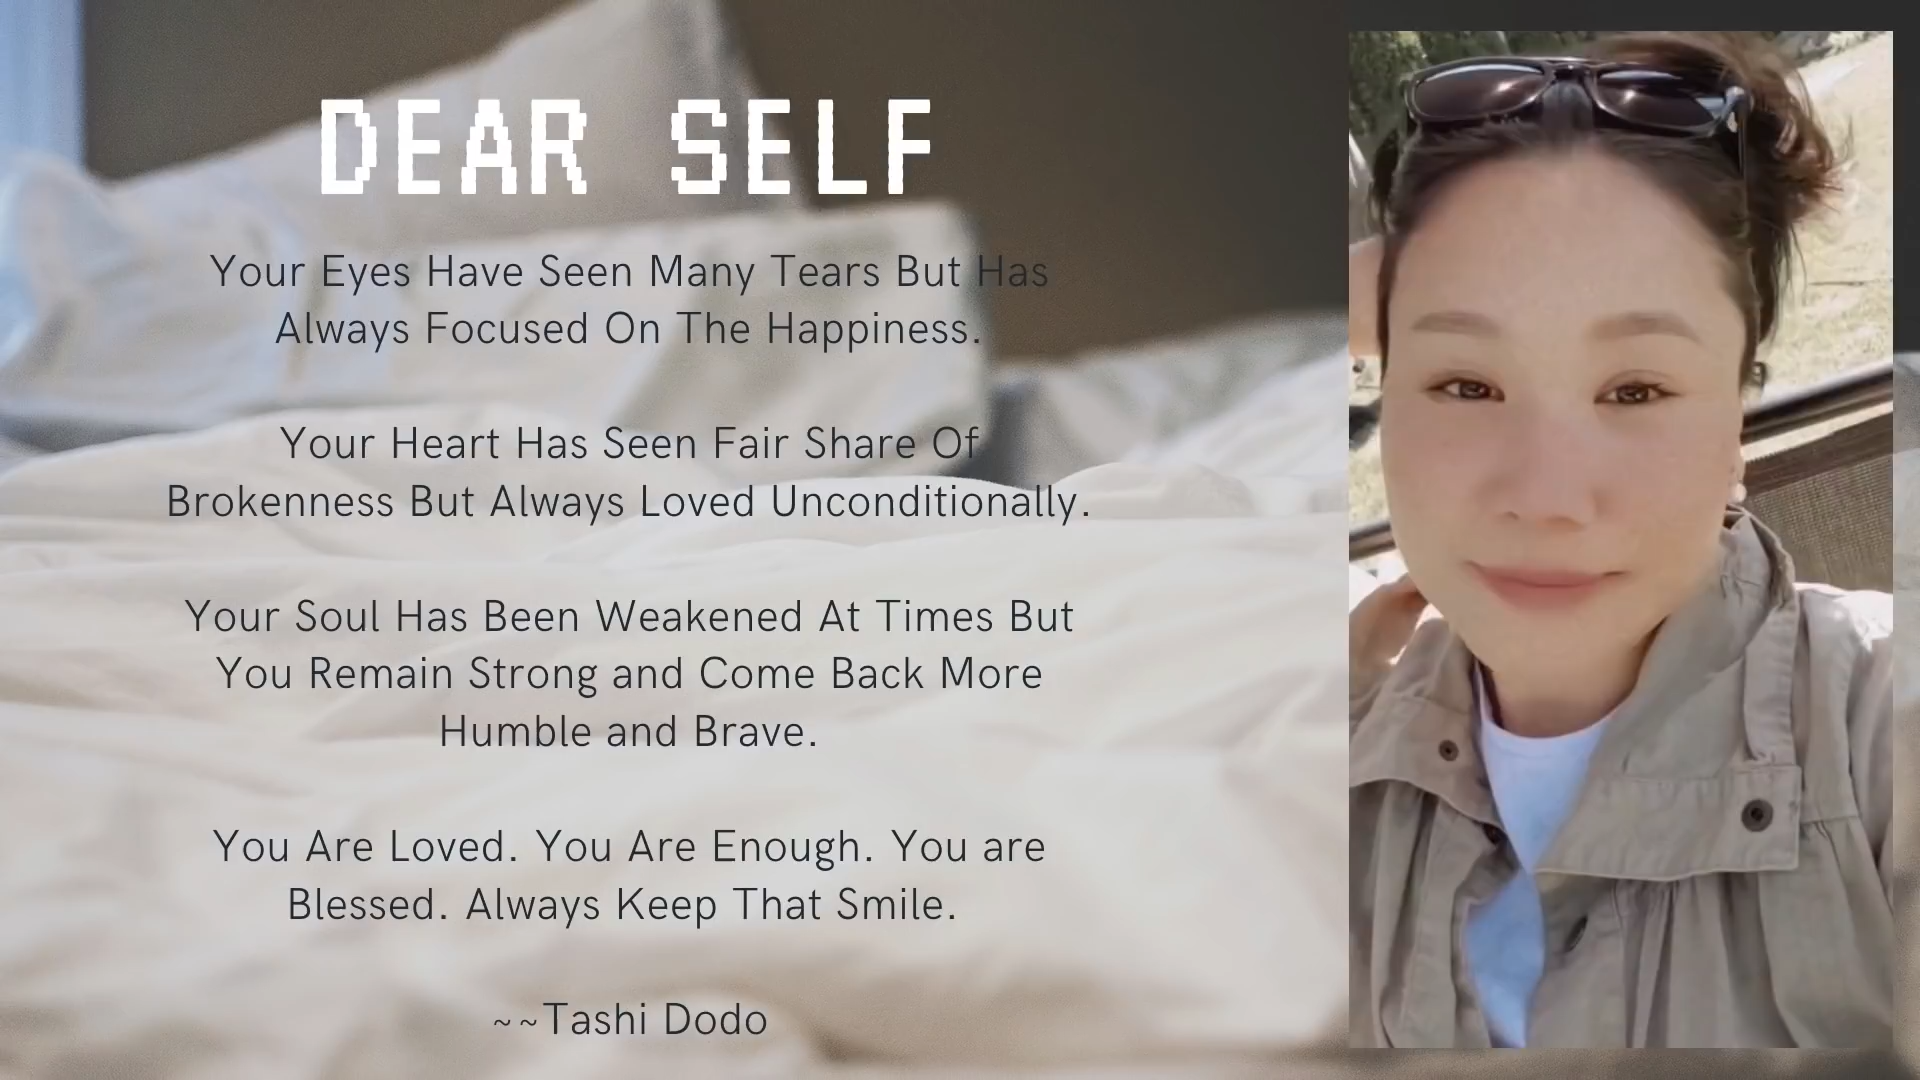 DEAR SELF
Your Eyes Have Seen Many Tears But Has
Always Focused On The Happiness.
Your Heart Has Seen Fair Share Of
Brokenness But Always Loved Unconditionally.
Your Soul Has Been Weakened At Times But
You Remain Strong and Come Back More
Humble and Brave.
You Are Loved. You Are Enough. You are
Blessed. Always Keep That Smile.
~~Tashi Dodo